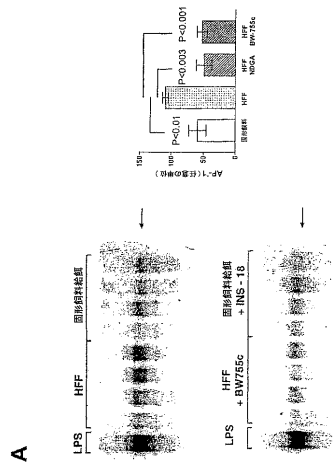 A
LPS
HFF
固形飼料給餌
LPS
HFF
+ BW755c
固形飼料給餌
+ INS - 18
AP-1(任意の単位)
150
100
50
0
P<0.01
P<0.003
P<0.001
固形飼料
HFF
HFF
NDGA
HFF
BW-755c